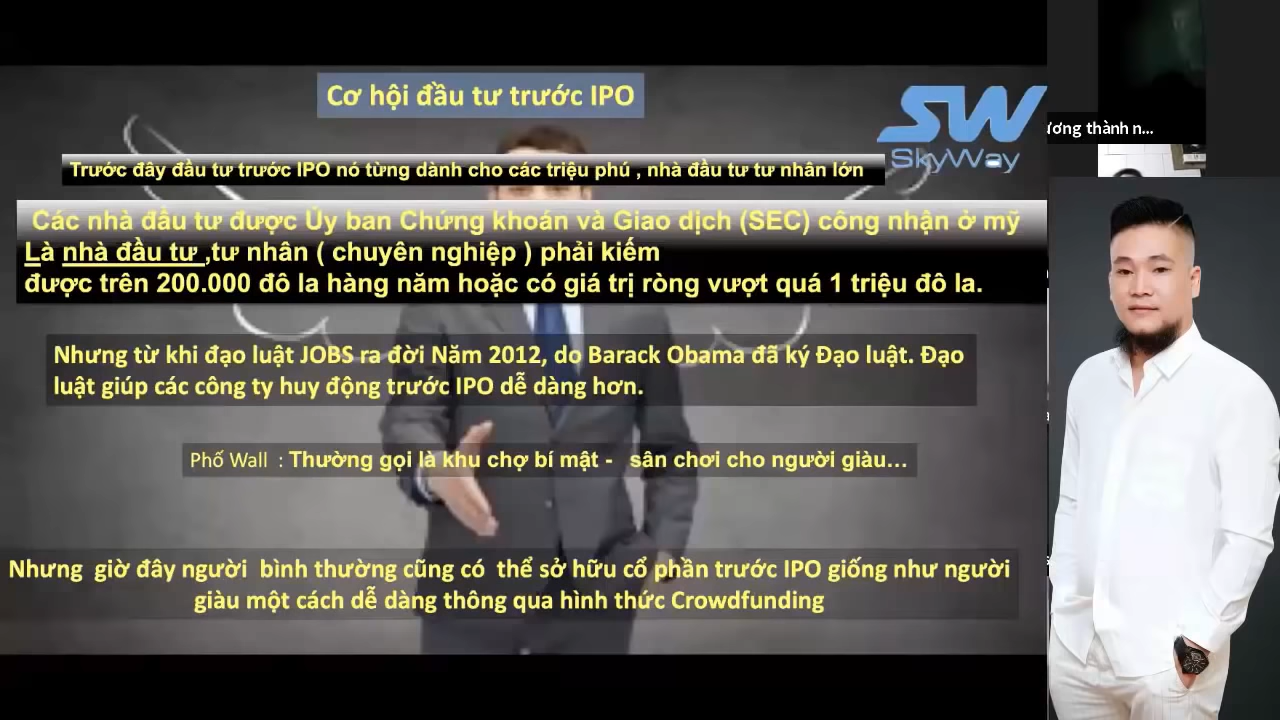 Cơ hội đầu tư trước IPO
SW
SkyWay
Trước đây đầu tư trước IPO nó từng dành cho các triệu phú , nhà đầu tư tư nhân lớn
Các nhà đầu tư được Ủy ban Chứng khoán và Giao dịch (SEC) công nhận ở mỹ
Là nhà đầu tư ,tư nhân ( chuyên nghiệp ) phải kiếm
được trên 200.000 đô la hàng năm hoặc có giá trị ròng vượt quá 1 triệu đô la.
Nhưng từ khi đạo luật JOBS ra đời Năm 2012, do Barack Obama đã ký Đạo luật. Đạo
luật giúp các công ty huy động trước IPO dễ dàng hơn.
Phố Wall : Thường gọi là khu chợ bí mật - sân chơi cho người giàu...
Nhưng giờ đây người bình thường cũng có thể sở hữu cổ phần trước IPO giống như người
giàu một cách dễ dàng thông qua hình thức Crowdfunding
ương thành n...